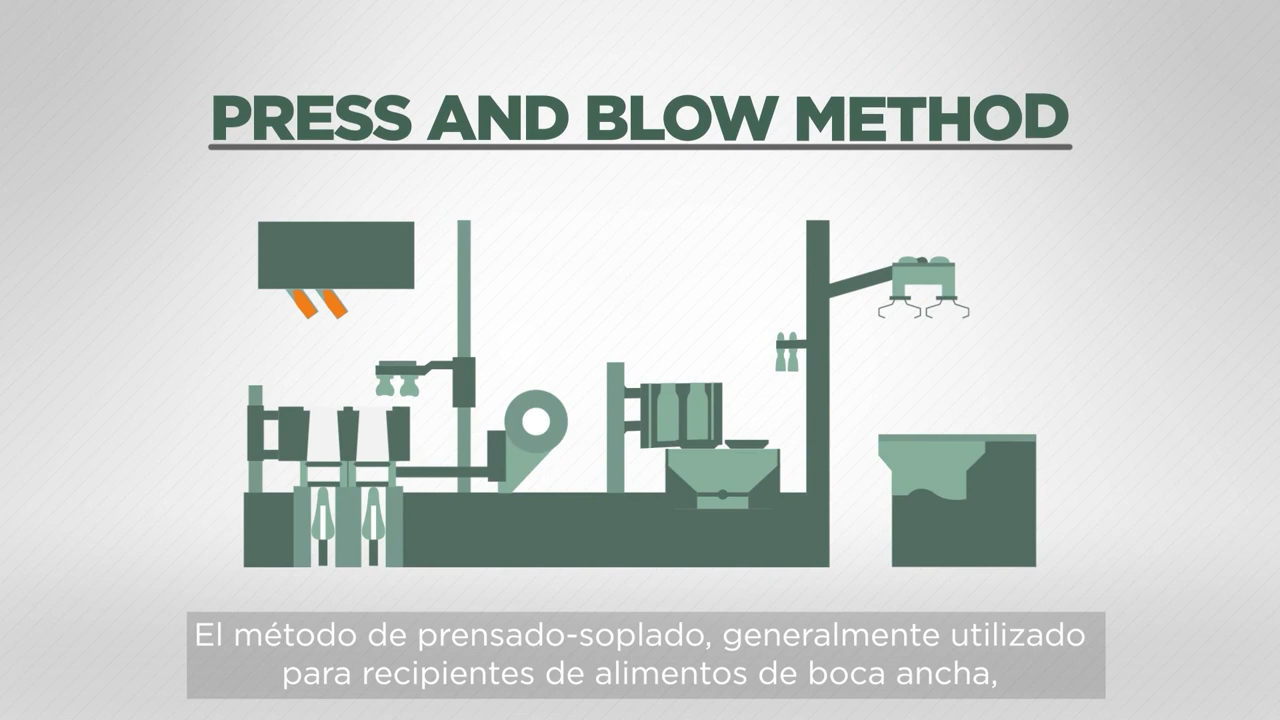 PRESS AND BLOW METHOD
El método de prensado-soplado, generalmente utilizado
para recipientes de alimentos de boca ancha,